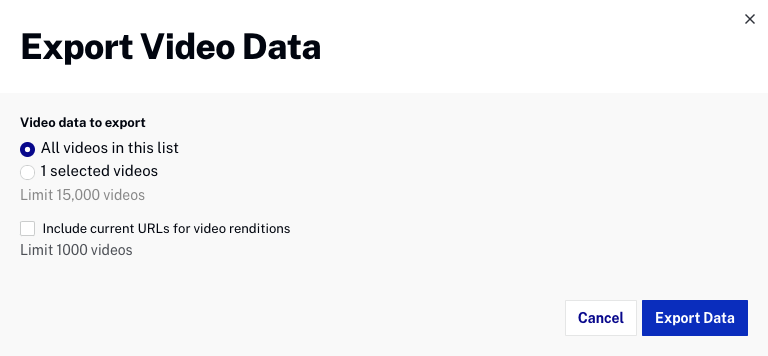 Export Video Data
Video data to export
All videos in this list
1 selected videos
Limit 15,000 videos
Include current URLs for video renditions
Limit 1000 videos
Cancel Export Data